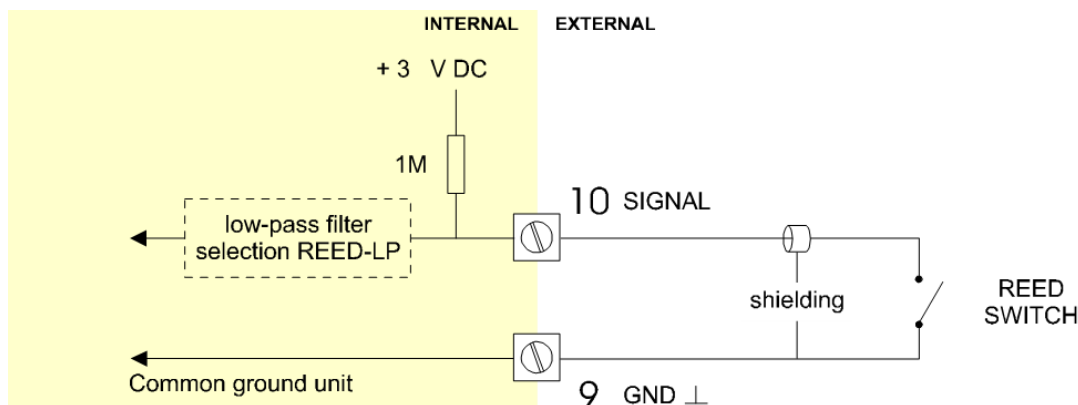 INTERNAL EXTERNAL
+ 3 V DC
1M
10 SIGNAL
low-pass filter
selection REED-LP
shielding
REED
SWITCH
Common ground unit
9 GND ⊥